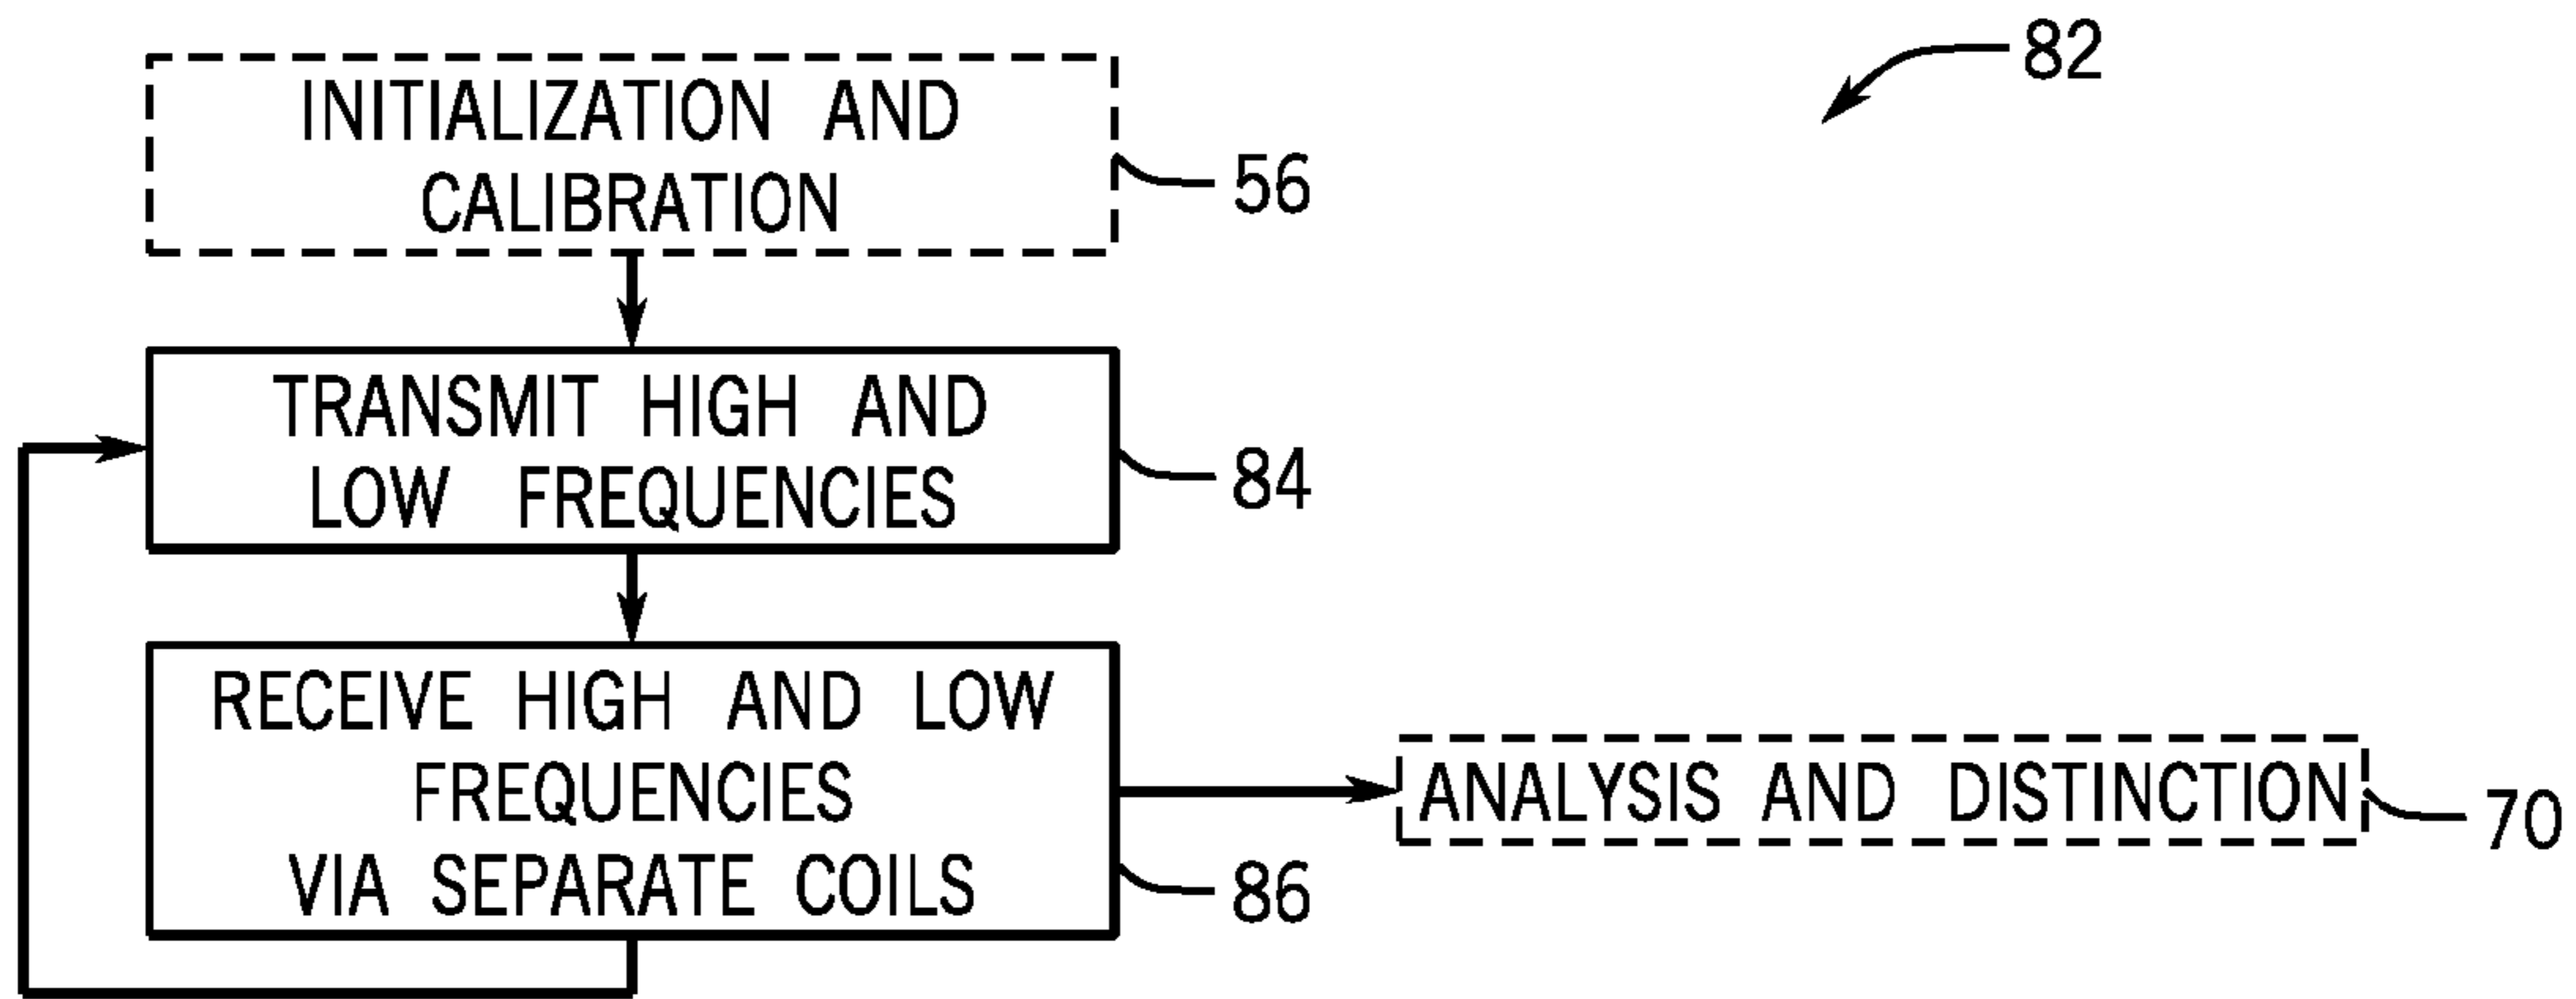 82
INITIALIZATION AND
CALIBRATION
56
TRANSMIT HIGH AND
LOW FREQUENCIES
84
RECEIVE HIGH AND LOW
FREQUENCIES
VIA SEPARATE COILS
86
ANALYSIS AND DISTINCTION
70